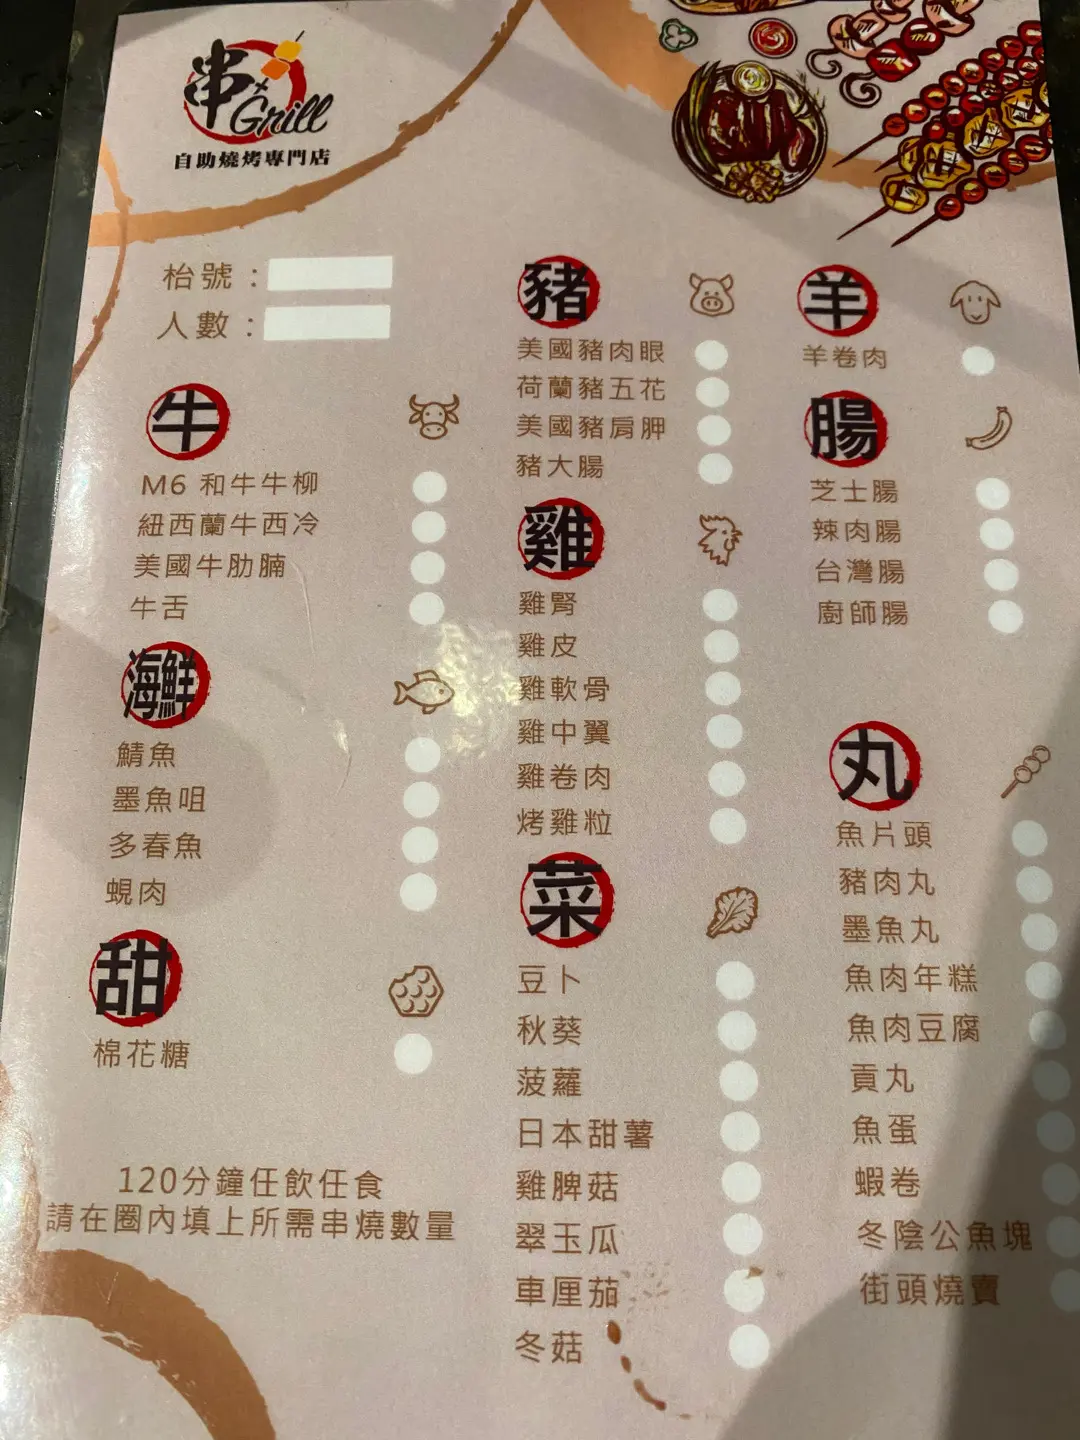 串
Grill
自助燒烤專門店
枱號：
人數：
牛
M6 和牛牛柳
紐西蘭牛西冷
美國牛肋腩
牛舌
海鮮
鯖魚
墨魚咀
多春魚
蜆肉
甜
棉花糖
120分鐘任飲任食
請在圈內填上所需串燒數量
豬
美國豬肉眼
荷蘭豬五花
美國豬肩胛
豬大腸
雞
雞腎
雞皮
雞軟骨
雞中翼
雞卷肉
烤雞粒
菜
豆卜
秋葵
菠蘿
日本甜薯
雞脾菇
翠玉瓜
車厘茄
冬菇
羊
羊卷肉
腸
芝士腸
辣肉腸
台灣腸
廚師腸
丸
魚片頭
豬肉丸
墨魚丸
魚肉年糕
魚肉豆腐
貢丸
魚蛋
蝦卷
冬陰公魚塊
街頭燒賣